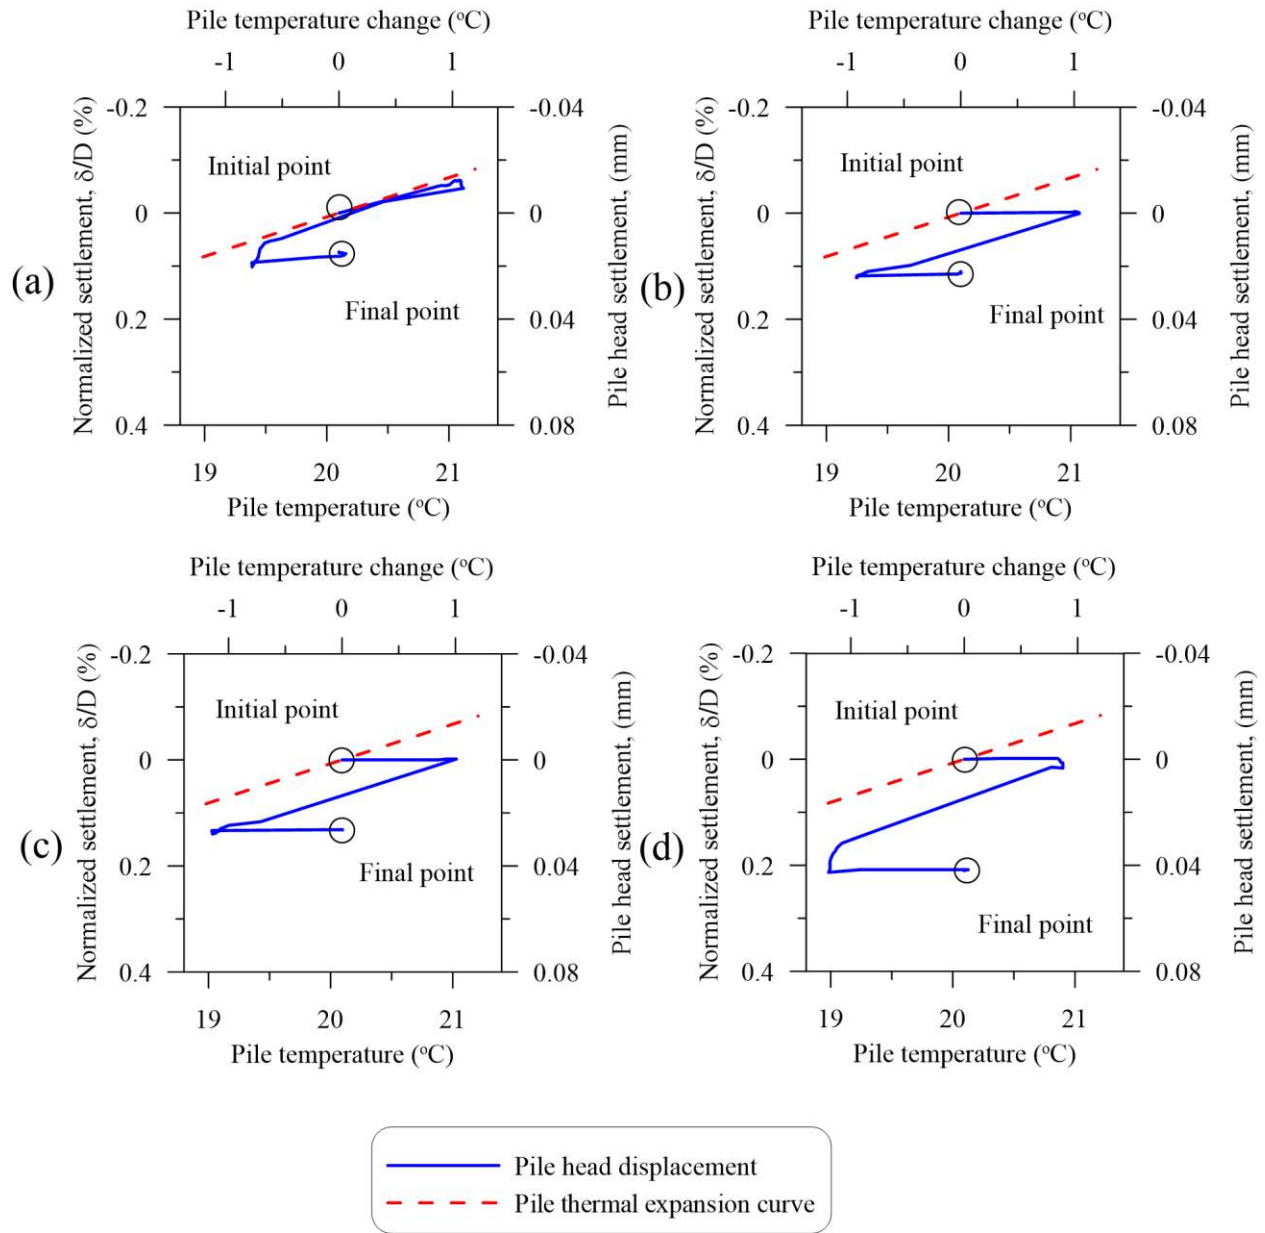 Pile temperature change (°C)
-1 0 1
-0.2 -0.04
Initial point
0 0
(a)
Normalized settlement, δ/D (%)
Pile head settlement, (mm)
Final point
0.2 0.04
0.4 0.08
19 20 21
Pile temperature (°C)
Pile temperature change (°C)
-1 0 1
-0.2 -0.04
Initial point
0 0
(b)
Normalized settlement, δ/D (%)
Pile head settlement, (mm)
Final point
0.2 0.04
0.4 0.08
19 20 21
Pile temperature (°C)
Pile temperature change (°C)
-1 0 1
-0.2 -0.04
Initial point
0 0
(c)
Normalized settlement, δ/D (%)
Pile head settlement, (mm)
0.2 0.04
Final point
0.4 0.08
19 20 21
Pile temperature (°C)
Pile temperature change (°C)
-1 0 1
-0.2 -0.04
Initial point
0 0
(d)
Normalized settlement, δ/D (%)
Pile head settlement, (mm)
0.2 0.04
Final point
0.4 0.08
19 20 21
Pile temperature (°C)
Pile head displacement
Pile thermal expansion curve